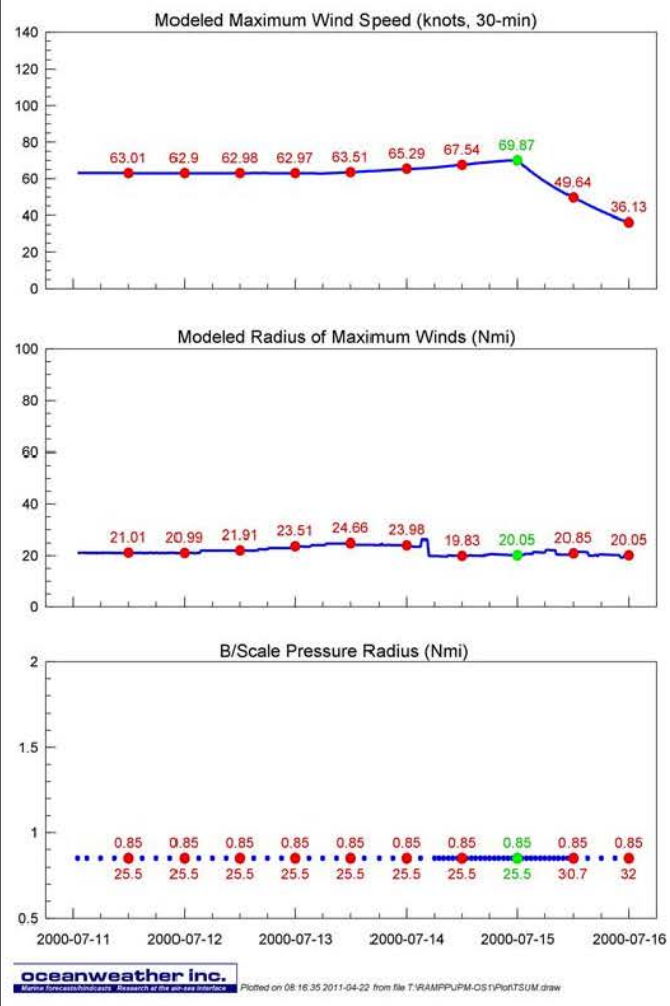 Modeled Maximum Wind Speed (knots, 30-min)
140
120
100
80
60
40
20
0
63.01 62.9 62.98 62.97 63.51 65.29 67.54 69.87 49.64 36.13
Modeled Radius of Maximum Winds (Nmi)
100
80
60
40
20
0
21.01 20.99 21.91 23.51 24.66 23.98 19.83 20.05 20.85 20.05
B/Scale Pressure Radius (Nmi)
2
1.5
1
0.5
0.85 0.85 0.85 0.85 0.85 0.85 0.85 0.85 0.85 0.85
25.5 25.5 25.5 25.5 25.5 25.5 25.5 25.5 30.7 32
2000-07-11 2000-07-12 2000-07-13 2000-07-14 2000-07-15 2000-07-16
oceanweather inc.
Marine forecasts/hindcasts Research at the air-sea interface
Plotted on 08:16:35 2011-04-22 from file T:\RAMPP\UPM-OS1\Plot\TSUM.draw